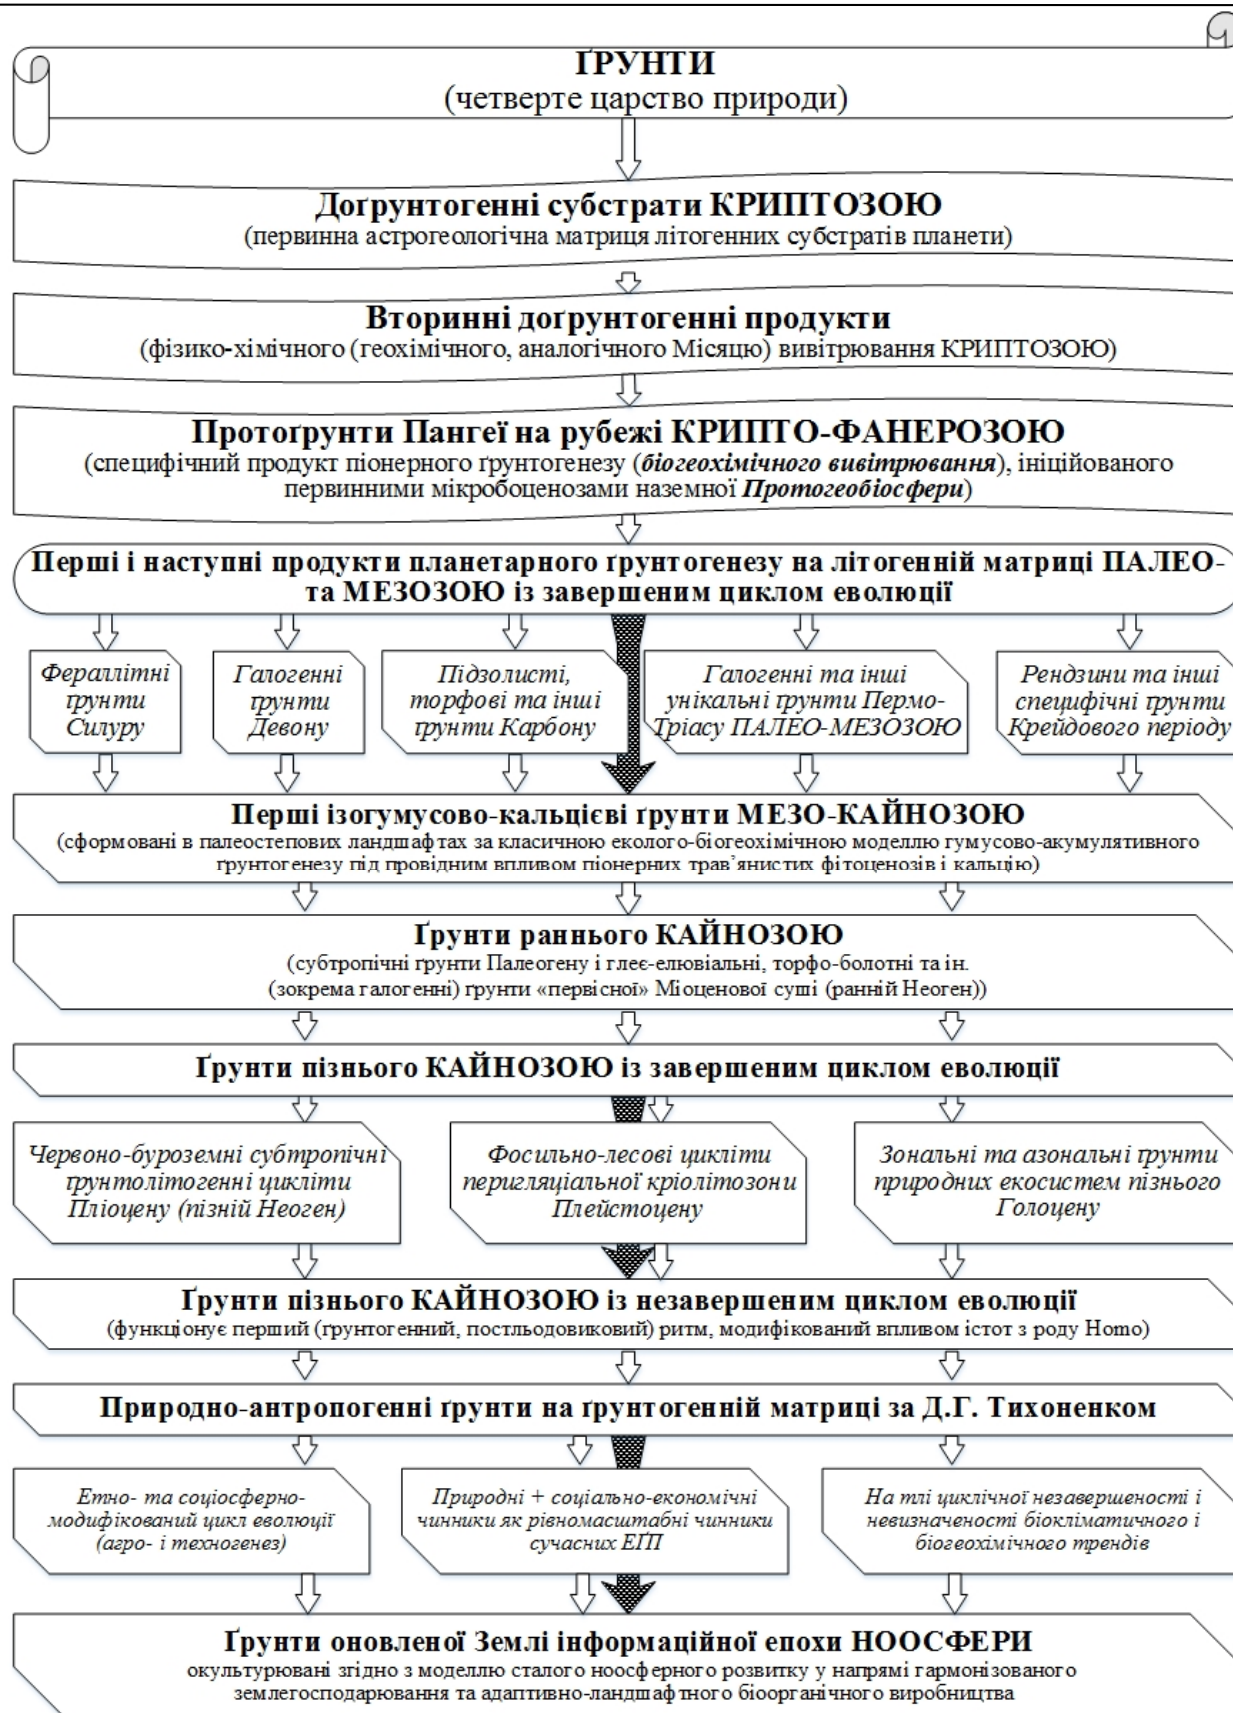 ҐРУНТИ
(четверте царство природи)
Доґрунтогенні субстрати КРИПТОЗОЮ
(первинна астрогеологічна матриця літогенних субстратів планети)
Вторинні доґрунтогенні продукти
(фізико-хімічного (геохімічного, аналогічного Місяцю) вивітрювання КРИПТОЗОЮ)
Протоґрунти Пангеї на рубежі КРИПТО-ФАНЕРОЗОЮ
(специфічний продукт піонерного ґрунтогенезу (біогеохімічного вивітрювання), ініційованого
первинними мікробоценозами наземної Протогеобіосфери)
Перші і наступні продукти планетарного ґрунтогенезу на літогенній матриці ПАЛЕО-
та МЕЗОЗОЮ із завершеним циклом еволюції
Фераллітні
ґрунти
Силуру
Галогенні
ґрунти
Девону
Підзолисті,
торфові та інші
ґрунти Карбону
Галогенні та інші
унікальні ґрунти Пермо-
Тріасу ПАЛЕО-МЕЗОЗОЮ
Рендзини та інші
специфічні ґрунти
Крейдового періоду
Перші ізогумусово-кальцієві ґрунти МЕЗО-КАЙНОЗОЮ
(сформовані в палеостепових ландшафтах за класичною еколого-біогеохімічною моделлю гумусово-акумулятивного
ґрунтогенезу під провідним впливом піонерних трав’янистих фітоценозів і кальцію)
Ґрунти раннього КАЙНОЗОЮ
(субтропічні ґрунти Палеогену і глеє-елювіальні, торфо-болотні та ін.
(зокрема галогенні) ґрунти «первісної» Міоценової суші (ранній Неоген))
Ґрунти пізнього КАЙНОЗОЮ із завершеним циклом еволюції
Червоно-буроземні субтропічні
ґрунтолітогенні цикліти
Пліоцену (пізній Неоген)
Фосильно-лесові цикліти
перигляціальної кріолітозони
Плейстоцену
Зональні та азональні ґрунти
природних екосистем пізнього
Голоцену
Ґрунти пізнього КАЙНОЗОЮ із незавершеним циклом еволюції
(функціонує перший (ґрунтогенний, постльодовиковий) ритм, модифікований впливом істот з роду Homo)
Природно-антропогенні ґрунти на ґрунтогенній матриці за Д.Г. Тихоненком
Етно- та соціосферно-
модифікований цикл еволюції
(агро- і техногенез)
Природні + соціально-економічні
чинники як рівномасштабні чинники
сучасних ЕҐП
На тлі циклічної незавершеності і
невизначеності біокліматичного і
біогеохімічного трендів
Ґрунти оновленої Землі інформаційної епохи НООСФЕРИ
окультурювані згідно з моделлю сталого ноосферного розвитку у напрямі гармонізованого
землегосподарювання та адаптивно-ландшафтного біоорганічного виробництва